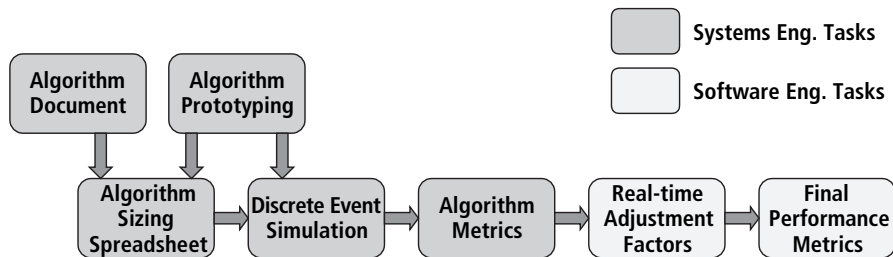 Systems Eng. Tasks
Software Eng. Tasks
Algorithm
Document
Algorithm
Prototyping
Algorithm
Sizing
Spreadsheet
Discrete Event
Simulation
Algorithm
Metrics
Real-time
Adjustment
Factors
Final
Performance
Metrics